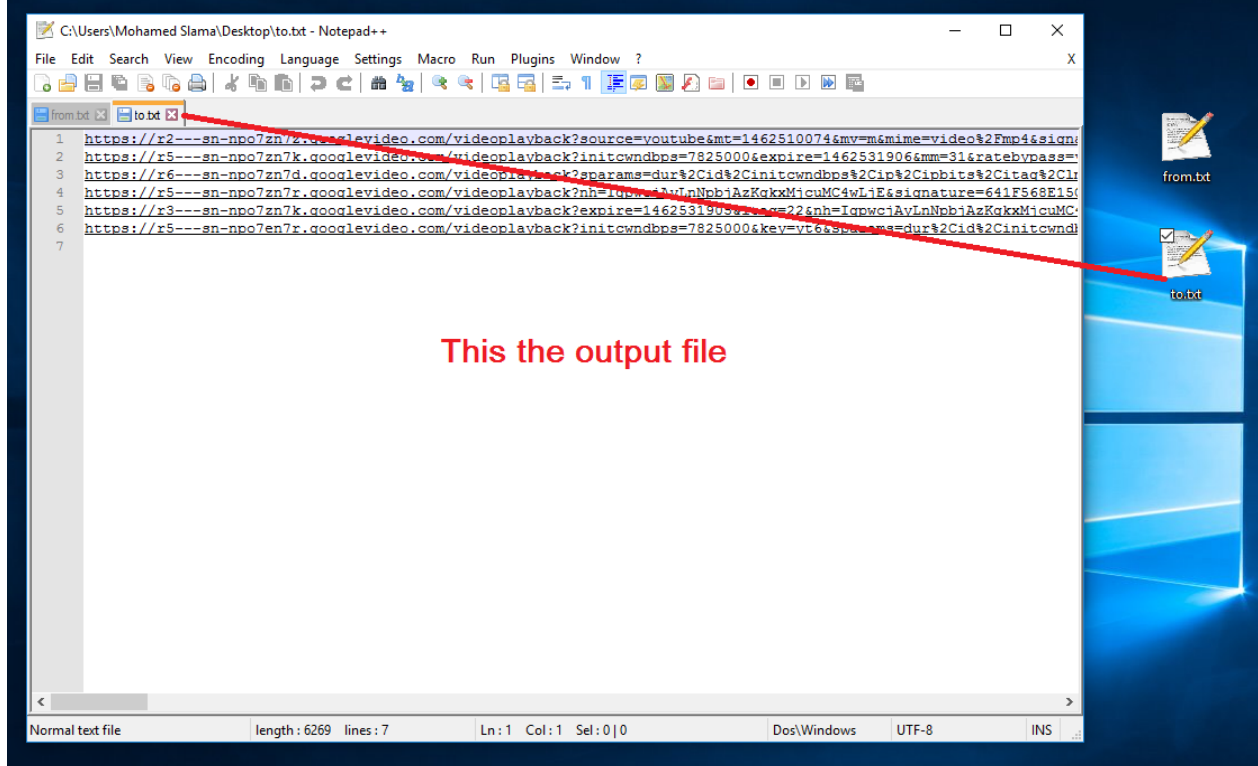 C:\Users\Mohamed Slama\Desktop\to.txt - Notepad++
File Edit Search View Encoding Language Settings Macro Run Plugins Window ? X
from.txt to.txt
1 https://r2---sn-npo7zn7z.googlevideo.com/videoplayback?source=youtube&mt=1462510074&mv=m&mime=video%2Fmp4&signa
2 https://r5---sn-npo7zn7k.googlevideo.com/videoplayback?initcwndbps=7825000&expire=1462531906&mm=31&ratebypass=
3 https://r6---sn-npo7zn7d.googlevideo.com/videoplayback?sparams=dur%2Cid%2Cinitcwndbps%2Cip%2Cipbits%2Citag%2Clm
4 https://r5---sn-npo7zn7r.googlevideo.com/videoplayback?nh=IgpwcjAyLnNpbjAzKgkxMjcuMC4wLjE&signature=641F568E15
5 https://r3---sn-npo7zn7k.googlevideo.com/videoplayback?expire=1462531905&itag=22&nh=IgpwcjAyLnNpbjAzKgkxMjcuMC
6 https://r5---sn-npo7en7r.googlevideo.com/videoplayback?initcwndbps=7825000&key=yt6&sparams=dur%2Cid%2Cinitcwnd
7
This the output file
from.txt
to.txt
Normal text file length : 6269 lines : 7 Ln : 1 Col : 1 Sel : 0 | 0 Dos\Windows UTF-8 INS